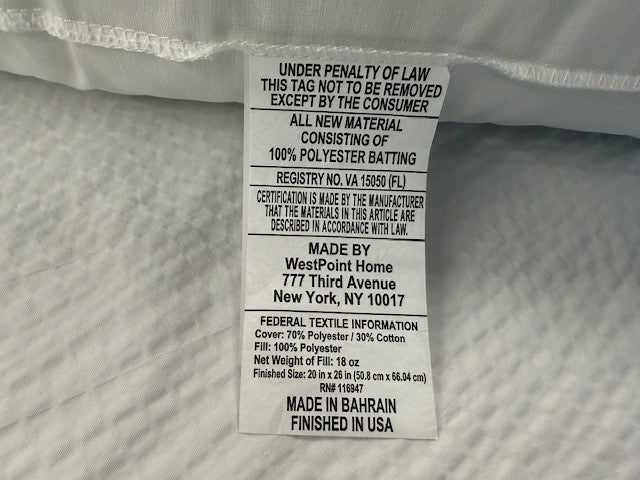 UNDER PENALTY OF LAW
THIS TAG NOT TO BE REMOVED
EXCEPT BY THE CONSUMER
ALL NEW MATERIAL
CONSISTING OF
100% POLYESTER BATTING
REGISTRY NO. VA 15050 (FL)
CERTIFICATION IS MADE BY THE MANUFACTURER
THAT THE MATERIALS IN THIS ARTICLE ARE
DESCRIBED IN ACCORDANCE WITH LAW.
MADE BY
WestPoint Home
777 Third Avenue
New York, NY 10017
FEDERAL TEXTILE INFORMATION
Cover: 70% Polyester / 30% Cotton
Fill: 100% Polyester
Net Weight of Fill: 18 oz
Finished Size: 20 in x 26 in (50.8 cm x 66.04 cm)
RN# 116947
MADE IN BAHRAIN
FINISHED IN USA